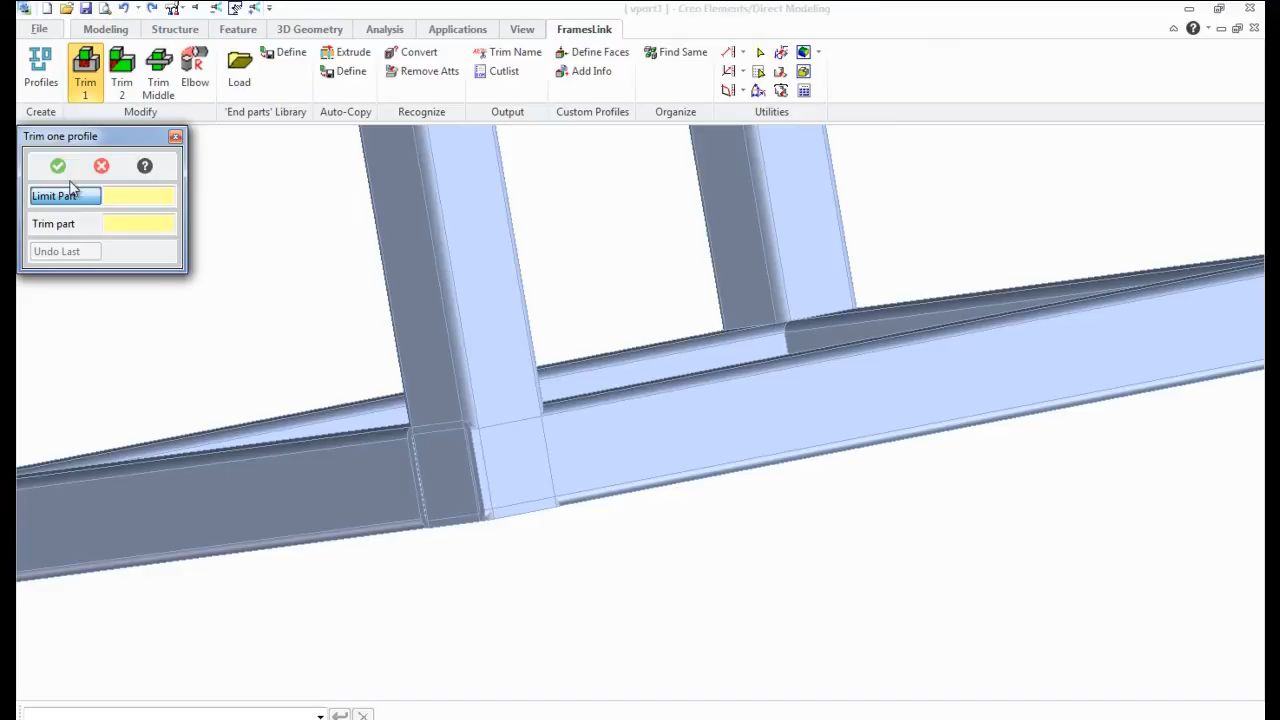 [ vport1 ] - Creo Elements/Direct Modeling
File
Modeling
Structure
Feature
3D Geometry
Analysis
Applications
View
FramesLink
Profiles
Trim 1
Trim 2
Trim Middle
Elbow
Define
Load
Extrude
Define
Convert
Remove Atts
Trim Name
Cutlist
Define Faces
Add Info
Find Same
Create
Modify
'End parts' Library
Auto-Copy
Recognize
Output
Custom Profiles
Organize
Utilities
Trim one profile
Limit Part
Trim part
Undo Last